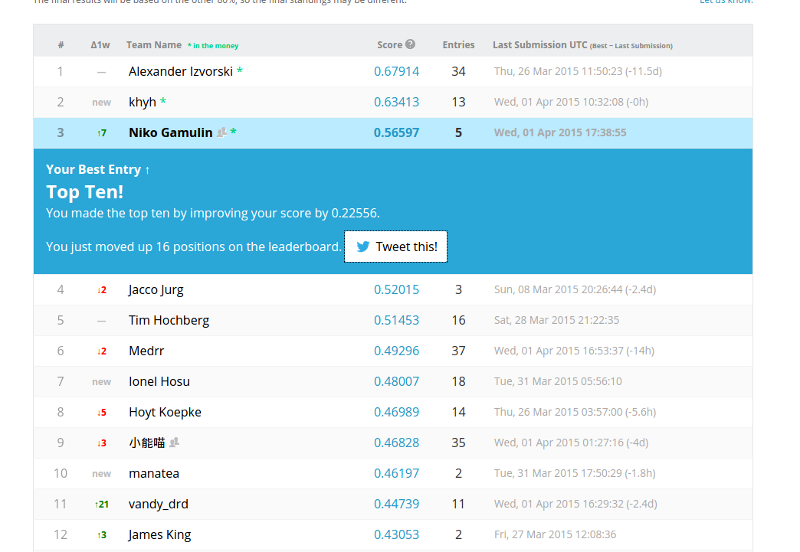 The final results will be based on the other 80%, so the final standings may be different.
Let us know.
# Δ1w Team Name * in the money Score Entries Last Submission UTC (Best − Last Submission)
1 — Alexander Izvorski * 0.67914 34 Thu, 26 Mar 2015 11:50:23 (-11.5d)
2 new khyh * 0.63413 13 Wed, 01 Apr 2015 10:32:08 (-0h)
3 ↑7 Niko Gamulin * 0.56597 5 Wed, 01 Apr 2015 17:38:55
Your Best Entry ↑
Top Ten!
You made the top ten by improving your score by 0.22556.
You just moved up 16 positions on the leaderboard. Tweet this!
4 ↓2 Jacco Jurg 0.52015 3 Sun, 08 Mar 2015 20:26:44 (-2.4d)
5 — Tim Hochberg 0.51453 16 Sat, 28 Mar 2015 21:22:35
6 ↓2 Medrr 0.49296 37 Wed, 01 Apr 2015 16:53:37 (-14h)
7 new Ionel Hosu 0.48007 18 Tue, 31 Mar 2015 05:56:10
8 ↓5 Hoyt Koepke 0.46989 14 Thu, 26 Mar 2015 03:57:00 (-5.6h)
9 ↓3 小能喵 0.46828 35 Wed, 01 Apr 2015 01:27:16 (-4d)
10 new manatea 0.46197 2 Tue, 31 Mar 2015 17:50:29 (-1.8h)
11 ↑21 vandy_drd 0.44739 11 Wed, 01 Apr 2015 16:29:32 (-2.4d)
12 ↑3 James King 0.43053 2 Fri, 27 Mar 2015 12:08:36